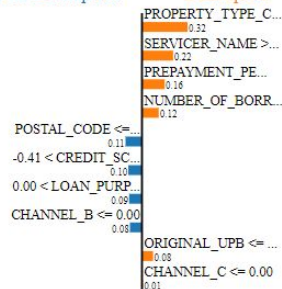 PROPERTY_TYPE_C...
0.32
SERVICER_NAME >...
0.22
PREPAYMENT_PE...
0.16
NUMBER_OF_BORR...
0.12
POSTAL_CODE <=...
0.11
-0.41 < CREDIT_SC...
0.10
0.00 < LOAN_PURP...
0.09
CHANNEL_B <= 0.00
0.08
ORIGINAL_UPB <= ...
0.08
CHANNEL_C <= 0.00
0.01